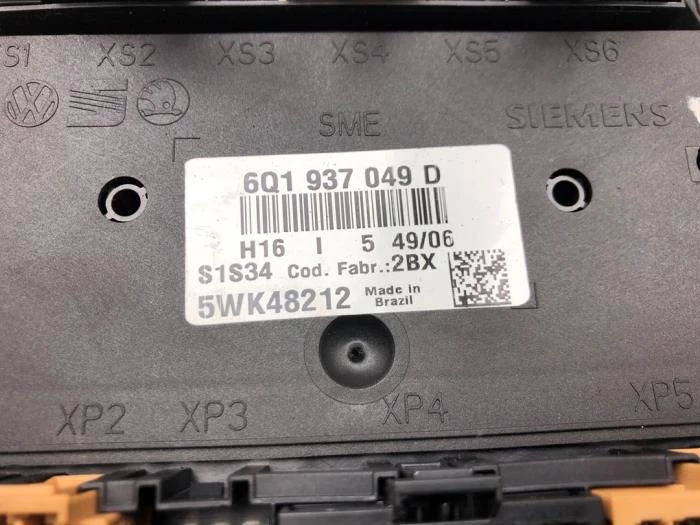 XS1 XS2 XS3 XS4 XS5 XS6
SME SIEMENS
6Q1 937 049 D
H16 I 5 49/06
S1S34 Cod. Fabr.:2BX
5WK48212 Made in Brazil
XP2 XP3 XP4 XP5